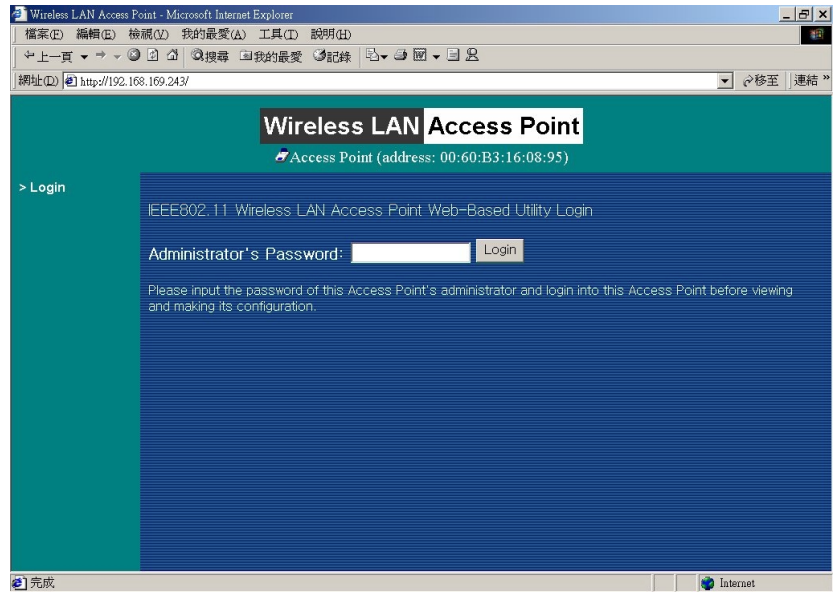 Wireless LAN Access Point - Microsoft Internet Explorer
檔案(F) 編輯(E) 檢視(V) 我的最愛(A) 工具(T) 說明(H)
上一頁 搜尋 我的最愛 記錄
網址(D) http://192.168.169.243/ 移至 連結 »
Wireless LAN Access Point
Access Point (address: 00:60:B3:16:08:95)
> Login
IEEE802.11 Wireless LAN Access Point Web-Based Utility Login
Administrator's Password: Login
Please input the password of this Access Point's administrator and login into this Access Point before viewing
and making its configuration.
完成 Internet